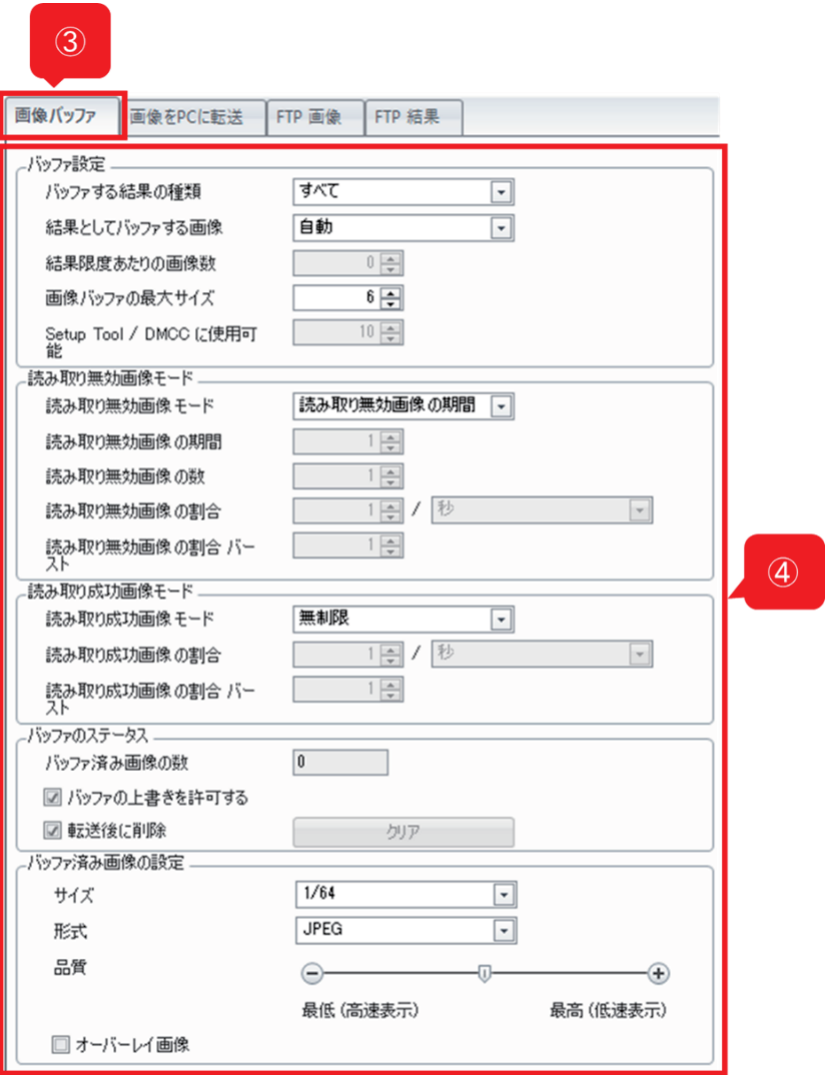 ③
画像バッファ 画像をPCに転送 FTP 画像 FTP 結果
バッファ設定
バッファする結果の種類 すべて
結果としてバッファする画像 自動
結果限度あたりの画像数 0
画像バッファの最大サイズ 6
Setup Tool / DMCC に使用可 10
能
読み取り無効画像モード
読み取り無効画像モード 読み取り無効画像の期間
読み取り無効画像の期間 1
読み取り無効画像の数 1
読み取り無効画像の割合 1 / 秒
読み取り無効画像の割合 バー 1
スト
④
読み取り成功画像モード
読み取り成功画像モード 無制限
読み取り成功画像の割合 1 / 秒
読み取り成功画像の割合 バー 1
スト
バッファのステータス
バッファ済み画像の数 0
バッファの上書きを許可する
転送後に削除 クリア
バッファ済み画像の設定
サイズ 1/64
形式 JPEG
品質
最低 (高速表示) 最高 (低速表示)
オーバーレイ画像